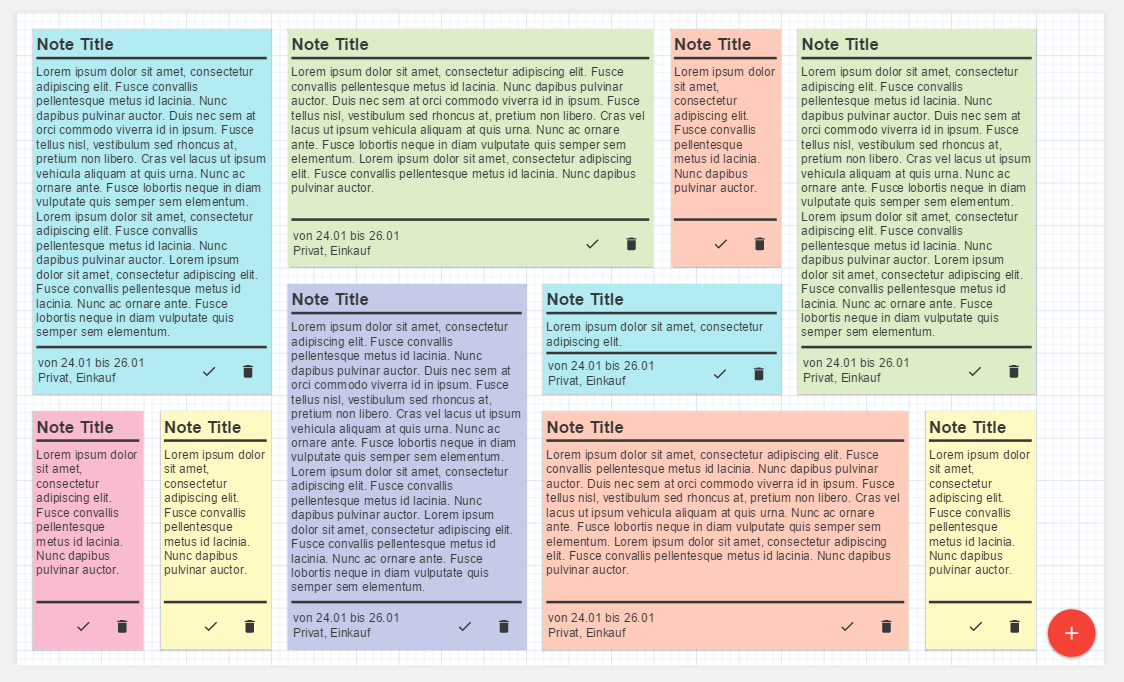 Note Title
Lorem ipsum dolor sit amet, consectetur
adipiscing elit. Fusce convallis
pellentesque metus id lacinia. Nunc
dapibus pulvinar auctor. Duis nec sem at
orci commodo viverra id in ipsum. Fusce
tellus nisl, vestibulum sed rhoncus at,
pretium non libero. Cras vel lacus ut ipsum
vehicula aliquam at quis urna. Nunc ac
ornare ante. Fusce lobortis neque in diam
vulputate quis semper sem elementum.
Lorem ipsum dolor sit amet, consectetur
adipiscing elit. Fusce convallis
pellentesque metus id lacinia. Nunc
dapibus pulvinar auctor. Lorem ipsum
dolor sit amet, consectetur adipiscing elit.
Fusce convallis pellentesque metus id
lacinia. Nunc ac ornare ante. Fusce
lobortis neque in diam vulputate quis
semper sem elementum.
von 24.01 bis 26.01
Privat, Einkauf
Note Title
Lorem ipsum dolor sit amet, consectetur adipiscing elit. Fusce
convallis pellentesque metus id lacinia. Nunc dapibus pulvinar
auctor. Duis nec sem at orci commodo viverra id in ipsum. Fusce
tellus nisl, vestibulum sed rhoncus at, pretium non libero. Cras vel
lacus ut ipsum vehicula aliquam at quis urna. Nunc ac ornare
ante. Fusce lobortis neque in diam vulputate quis semper sem
elementum. Lorem ipsum dolor sit amet, consectetur adipiscing
elit. Fusce convallis pellentesque metus id lacinia. Nunc dapibus
pulvinar auctor.
von 24.01 bis 26.01
Privat, Einkauf
Note Title
Lorem ipsum dolor
sit amet,
consectetur
adipiscing elit.
Fusce convallis
pellentesque
metus id lacinia.
Nunc dapibus
pulvinar auctor.
Note Title
Lorem ipsum dolor sit amet, consectetur
adipiscing elit. Fusce convallis
pellentesque metus id lacinia. Nunc
dapibus pulvinar auctor. Duis nec sem at
orci commodo viverra id in ipsum. Fusce
tellus nisl, vestibulum sed rhoncus at,
pretium non libero. Cras vel lacus ut ipsum
vehicula aliquam at quis urna. Nunc ac
ornare ante. Fusce lobortis neque in diam
vulputate quis semper sem elementum.
Lorem ipsum dolor sit amet, consectetur
adipiscing elit. Fusce convallis
pellentesque metus id lacinia. Nunc
dapibus pulvinar auctor. Lorem ipsum
dolor sit amet, consectetur adipiscing elit.
Fusce convallis pellentesque metus id
lacinia. Nunc ac ornare ante. Fusce
lobortis neque in diam vulputate quis
semper sem elementum.
von 24.01 bis 26.01
Privat, Einkauf
Note Title
Lorem ipsum dolor sit amet, consectetur
adipiscing elit. Fusce convallis
pellentesque metus id lacinia. Nunc
dapibus pulvinar auctor. Duis nec sem at
orci commodo viverra id in ipsum. Fusce
tellus nisl, vestibulum sed rhoncus at,
pretium non libero. Cras vel lacus ut ipsum
vehicula aliquam at quis urna. Nunc ac
ornare ante. Fusce lobortis neque in diam
vulputate quis semper sem elementum.
Lorem ipsum dolor sit amet, consectetur
adipiscing elit. Fusce convallis
pellentesque metus id lacinia. Nunc
dapibus pulvinar auctor. Lorem ipsum
dolor sit amet, consectetur adipiscing elit.
Fusce convallis pellentesque metus id
lacinia. Nunc ac ornare ante. Fusce
lobortis neque in diam vulputate quis
semper sem elementum.
von 24.01 bis 26.01
Privat, Einkauf
Note Title
Lorem ipsum dolor sit amet, consectetur
adipiscing elit.
von 24.01 bis 26.01
Privat, Einkauf
Note Title
Lorem ipsum dolor
sit amet,
consectetur
adipiscing elit.
Fusce convallis
pellentesque
metus id lacinia.
Nunc dapibus
pulvinar auctor.
Note Title
Lorem ipsum dolor
sit amet,
consectetur
adipiscing elit.
Fusce convallis
pellentesque
metus id lacinia.
Nunc dapibus
pulvinar auctor.
Note Title
Lorem ipsum dolor sit amet, consectetur adipiscing elit. Fusce
convallis pellentesque metus id lacinia. Nunc dapibus pulvinar
auctor. Duis nec sem at orci commodo viverra id in ipsum. Fusce
tellus nisl, vestibulum sed rhoncus at, pretium non libero. Cras vel
lacus ut ipsum vehicula aliquam at quis urna. Nunc ac ornare
ante. Fusce lobortis neque in diam vulputate quis semper sem
elementum. Lorem ipsum dolor sit amet, consectetur adipiscing
elit. Fusce convallis pellentesque metus id lacinia. Nunc dapibus
pulvinar auctor.
von 24.01 bis 26.01
Privat, Einkauf
Note Title
Lorem ipsum dolor
sit amet,
consectetur
adipiscing elit.
Fusce convallis
pellentesque
metus id lacinia.
Nunc dapibus
pulvinar auctor.